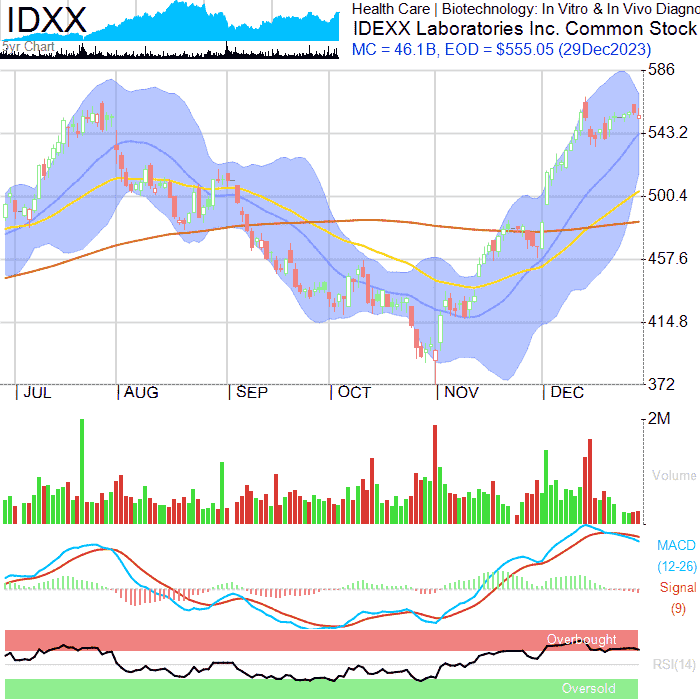 IDXX
5yr Chart
Health Care | Biotechnology: In Vitro & In Vivo Diagno
IDEXX Laboratories Inc. Common Stock
MC = 46.1B, EOD = $555.05 (29Dec2023)
586
543.2
500.4
457.6
414.8
372
JUL AUG SEP OCT NOV DEC
2M
Volume
MACD
(12-26)
Signal
(9)
Overbought
RSI(14)
Oversold